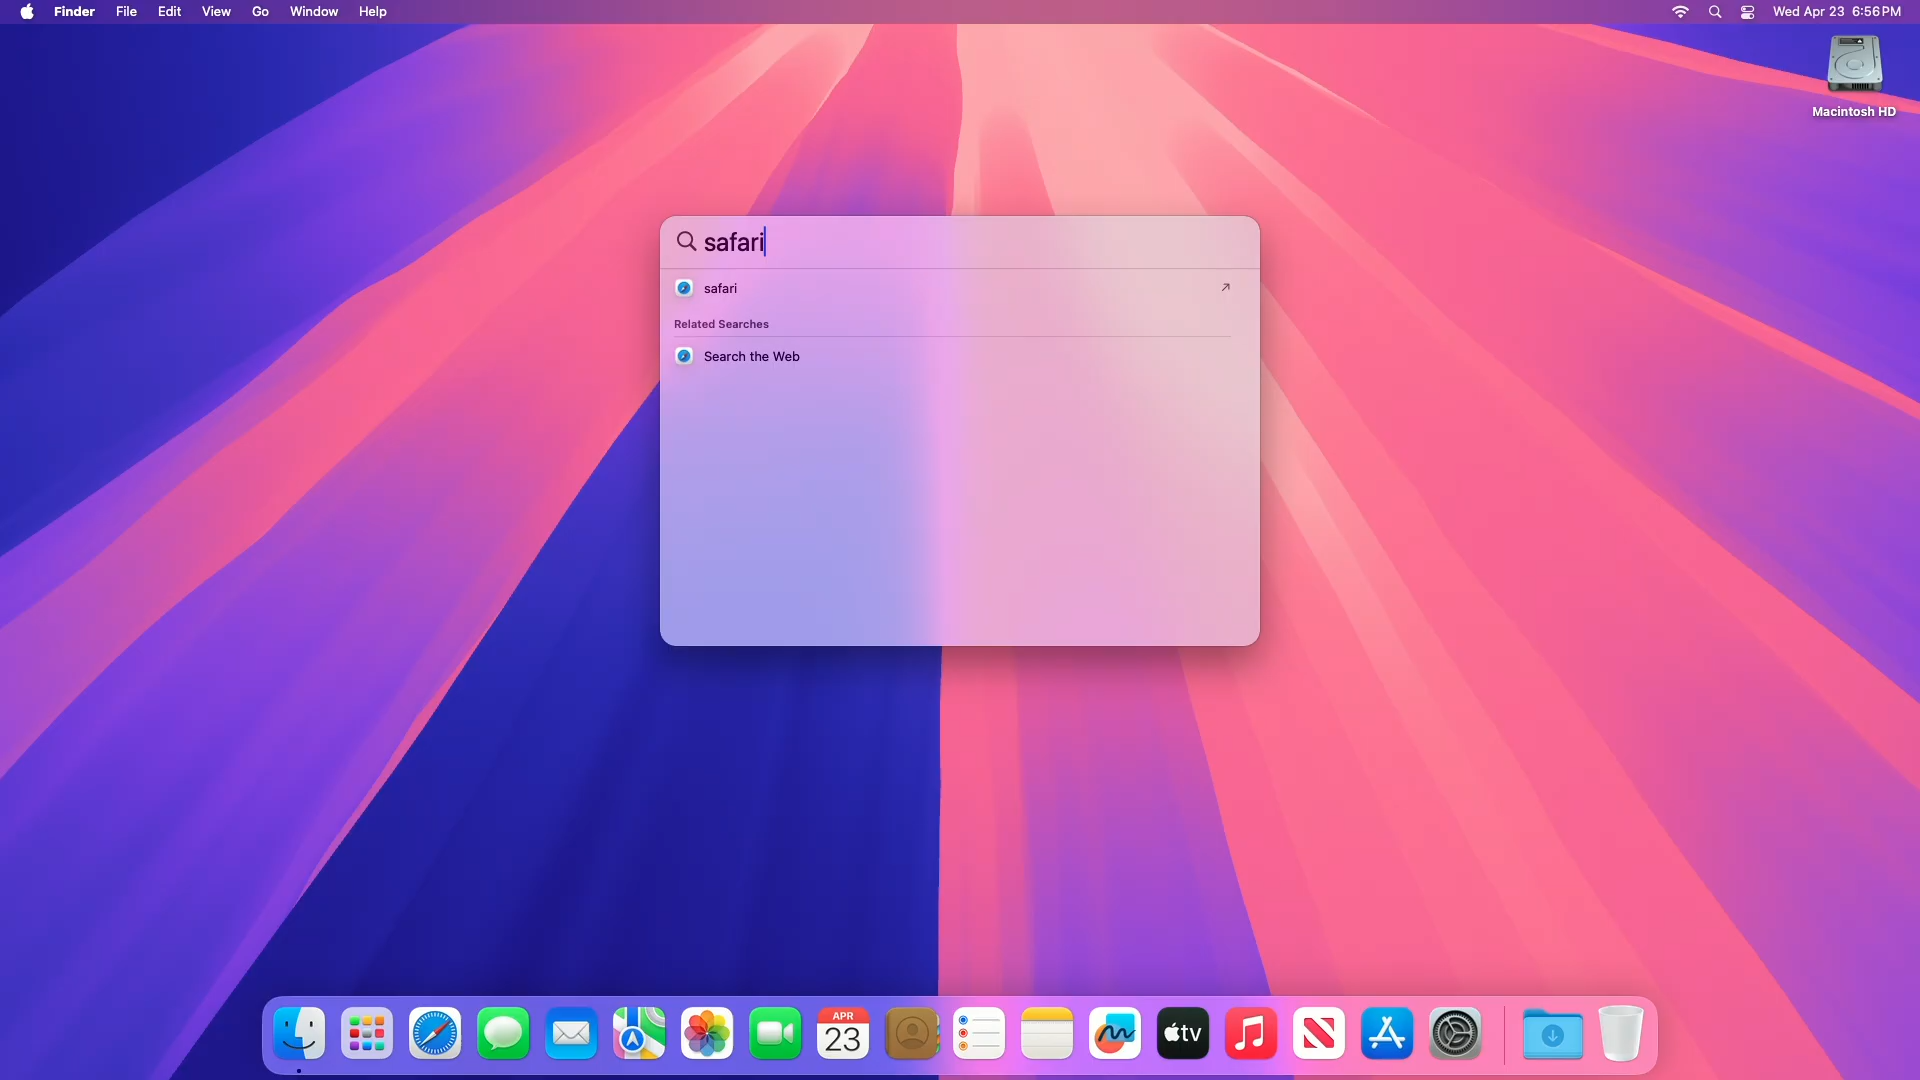 Finder File Edit View Go Window Help Wed Apr 23 6:56 PM
Macintosh HD
safari
safari
Related Searches
Search the Web
APR
23
tv